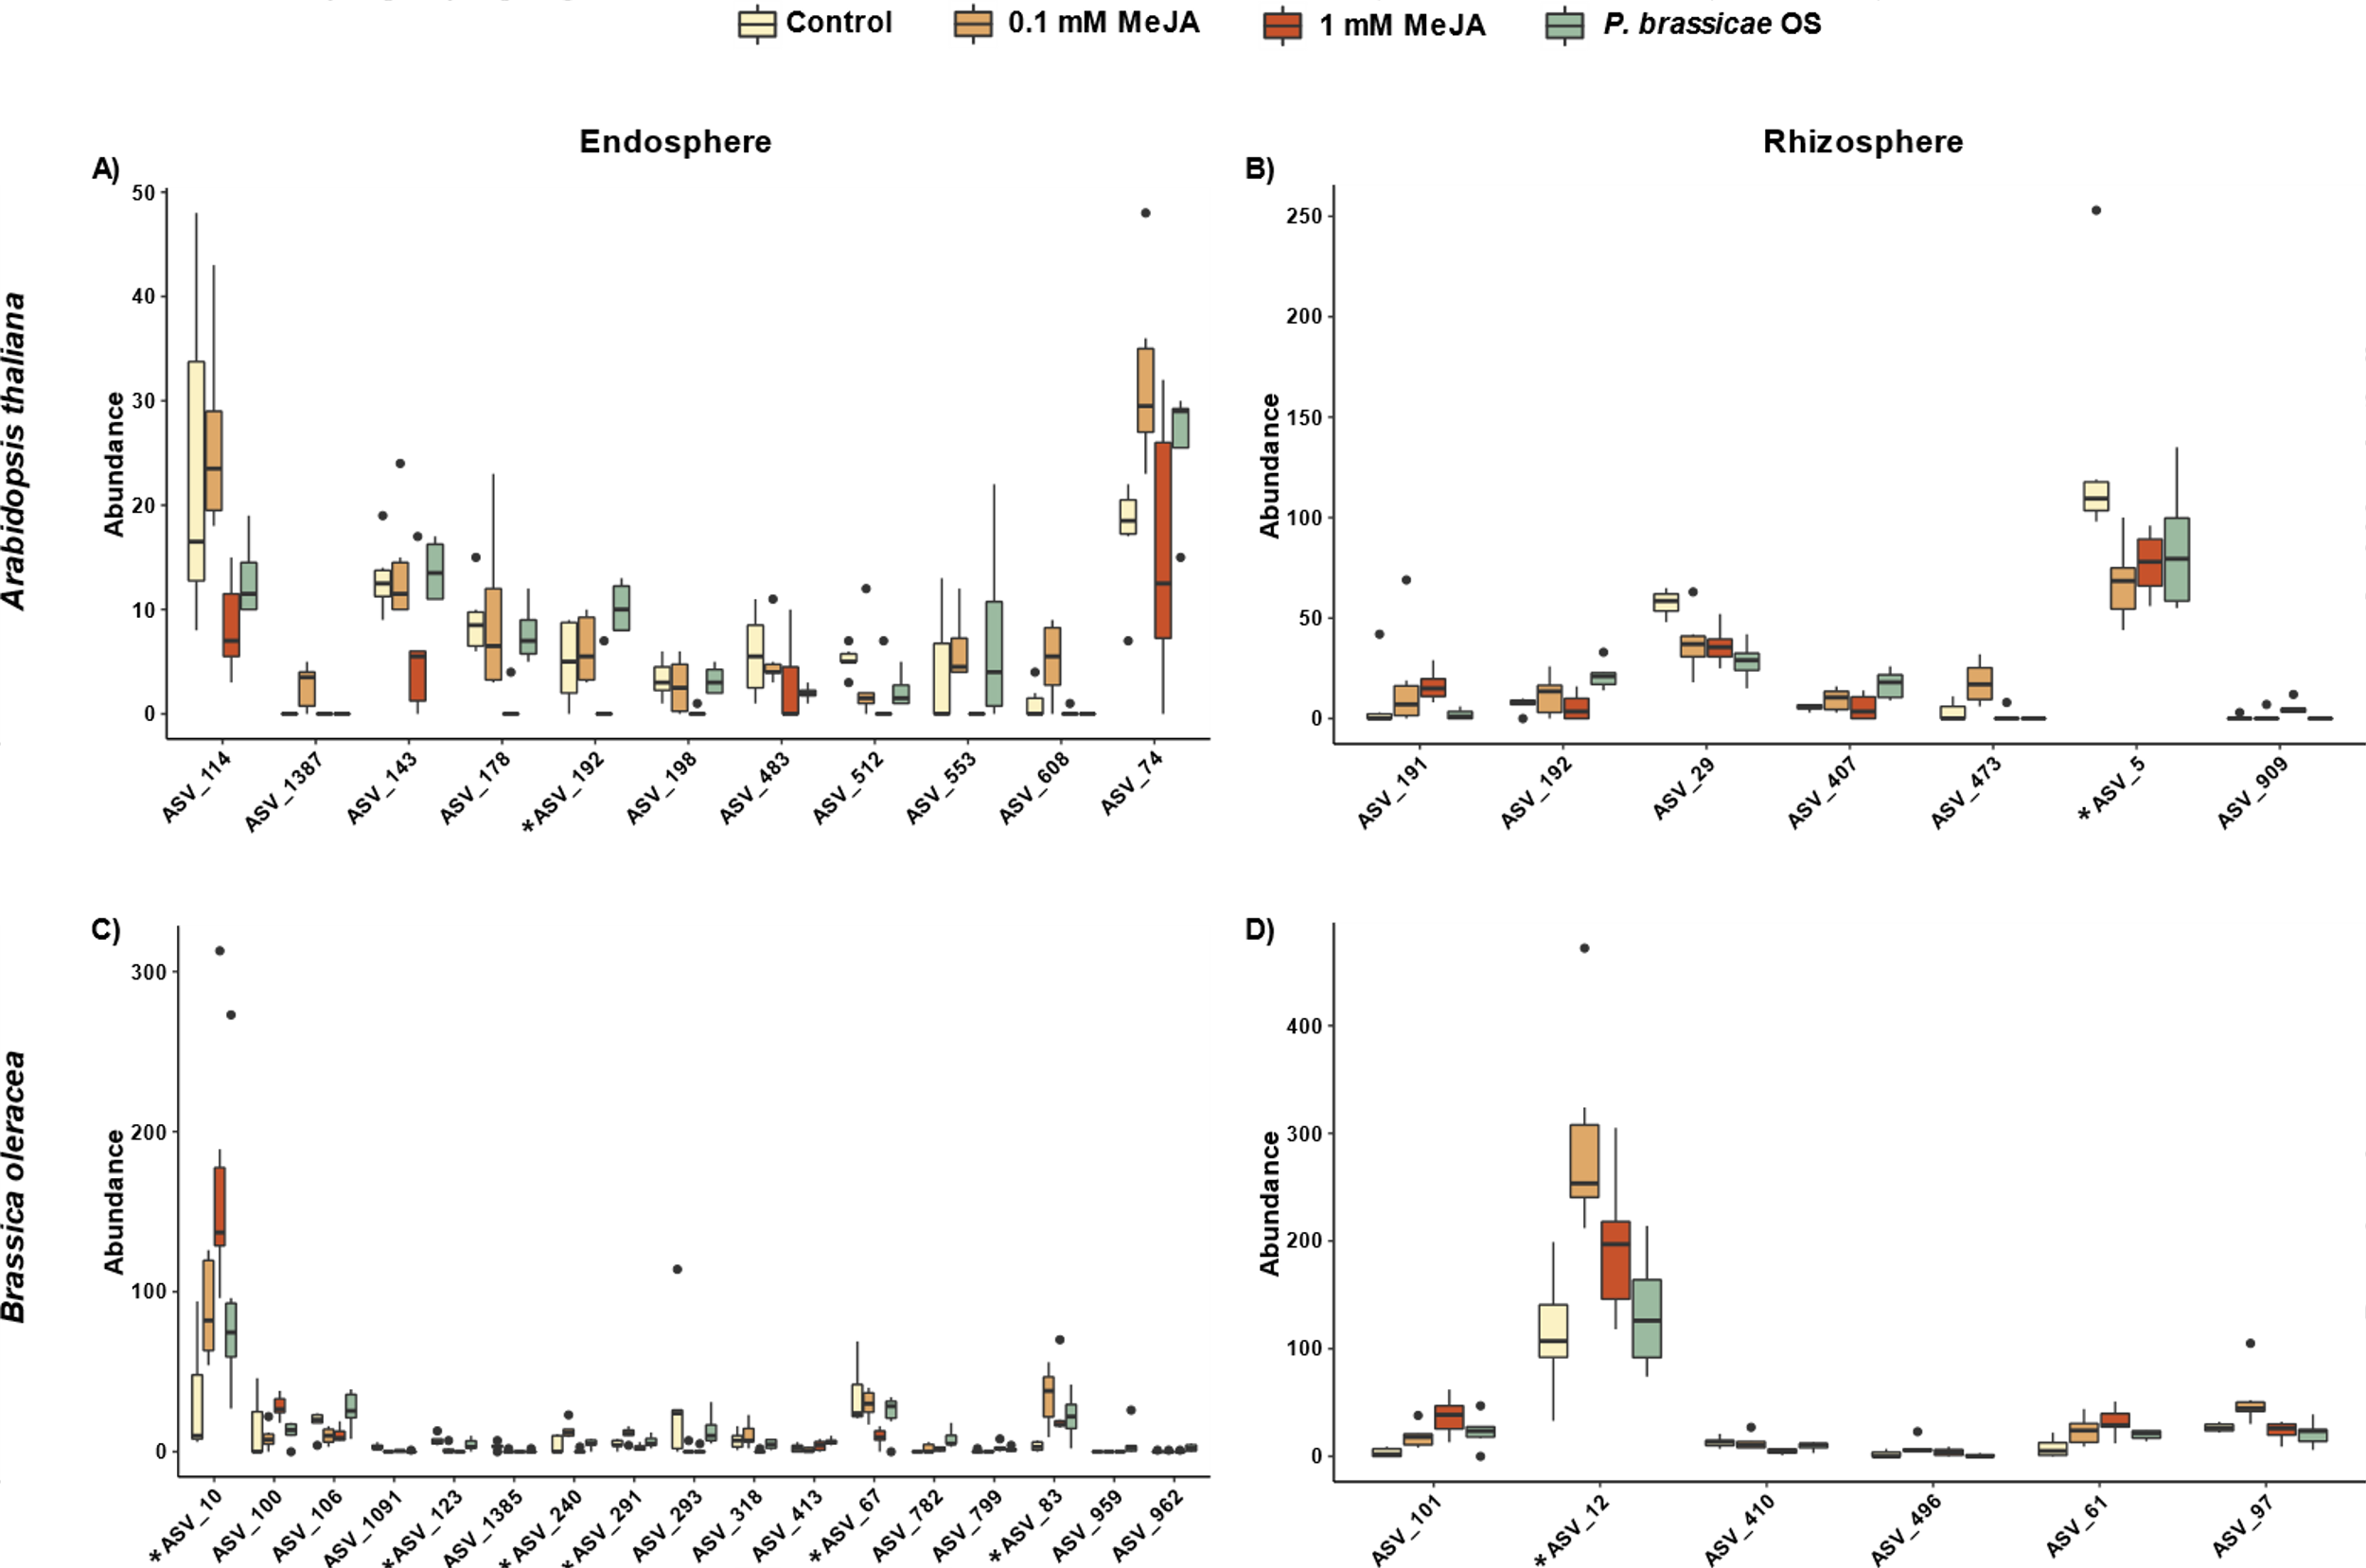 Control 0.1 mM MeJA 1 mM MeJA P. brassicae OS
Endosphere Rhizosphere
Arabidopsis thaliana
A)
Abundance
50
40
30
20
10
0
ASV_114 ASV_1387 ASV_143 ASV_178 *ASV_192 ASV_198 ASV_483 ASV_512 ASV_553 ASV_608 ASV_74
B)
Abundance
250
200
150
100
50
0
ASV_191 ASV_192 ASV_29 ASV_407 ASV_473 *ASV_5 ASV_909
Brassica oleracea
C)
Abundance
300
200
100
0
*ASV_10 ASV_100 ASV_106 ASV_1091 *ASV_123 ASV_1385 *ASV_240 *ASV_291 ASV_293 ASV_318 ASV_413 *ASV_67 ASV_782 ASV_799 *ASV_83 ASV_959 ASV_962
D)
Abundance
400
300
200
100
0
ASV_101 *ASV_12 ASV_410 ASV_496 ASV_61 ASV_97